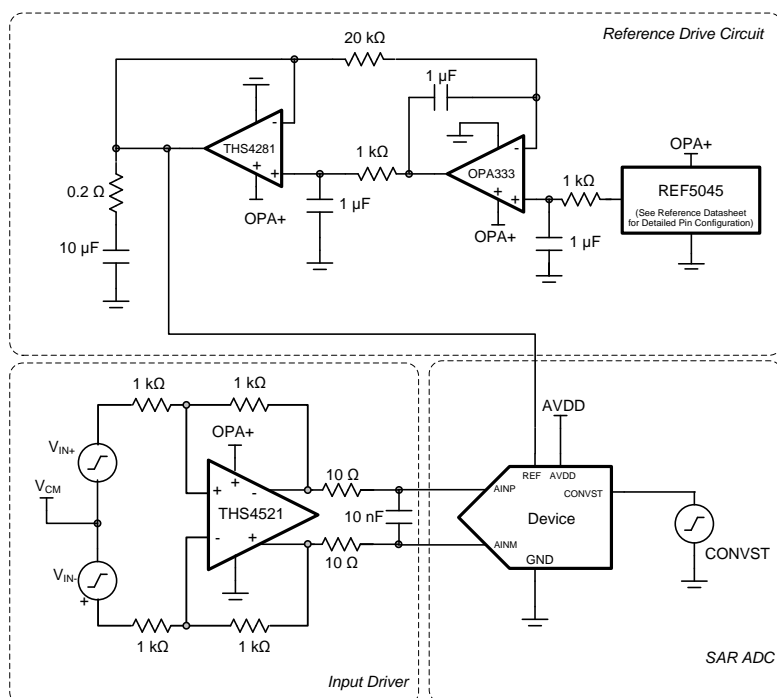 Reference Drive Circuit
20 kΩ
1 µF
-
THS4281
+
+
OPA+
1 µF
1 kΩ
-
OPA333
+
+
OPA+
1 kΩ
1 µF
OPA+
REF5045
(See Reference Datasheet
for Detailed Pin Configuration)
0.2 Ω
10 µF
1 kΩ
1 kΩ
OPA+
VIN+
VCM
VIN-
+
+
-
+
-
+
THS4521
10 Ω
10 nF
10 Ω
1 kΩ
1 kΩ
Input Driver
AVDD
REF
AVDD
CONVST
AINP
Device
AINM
GND
CONVST
SAR ADC